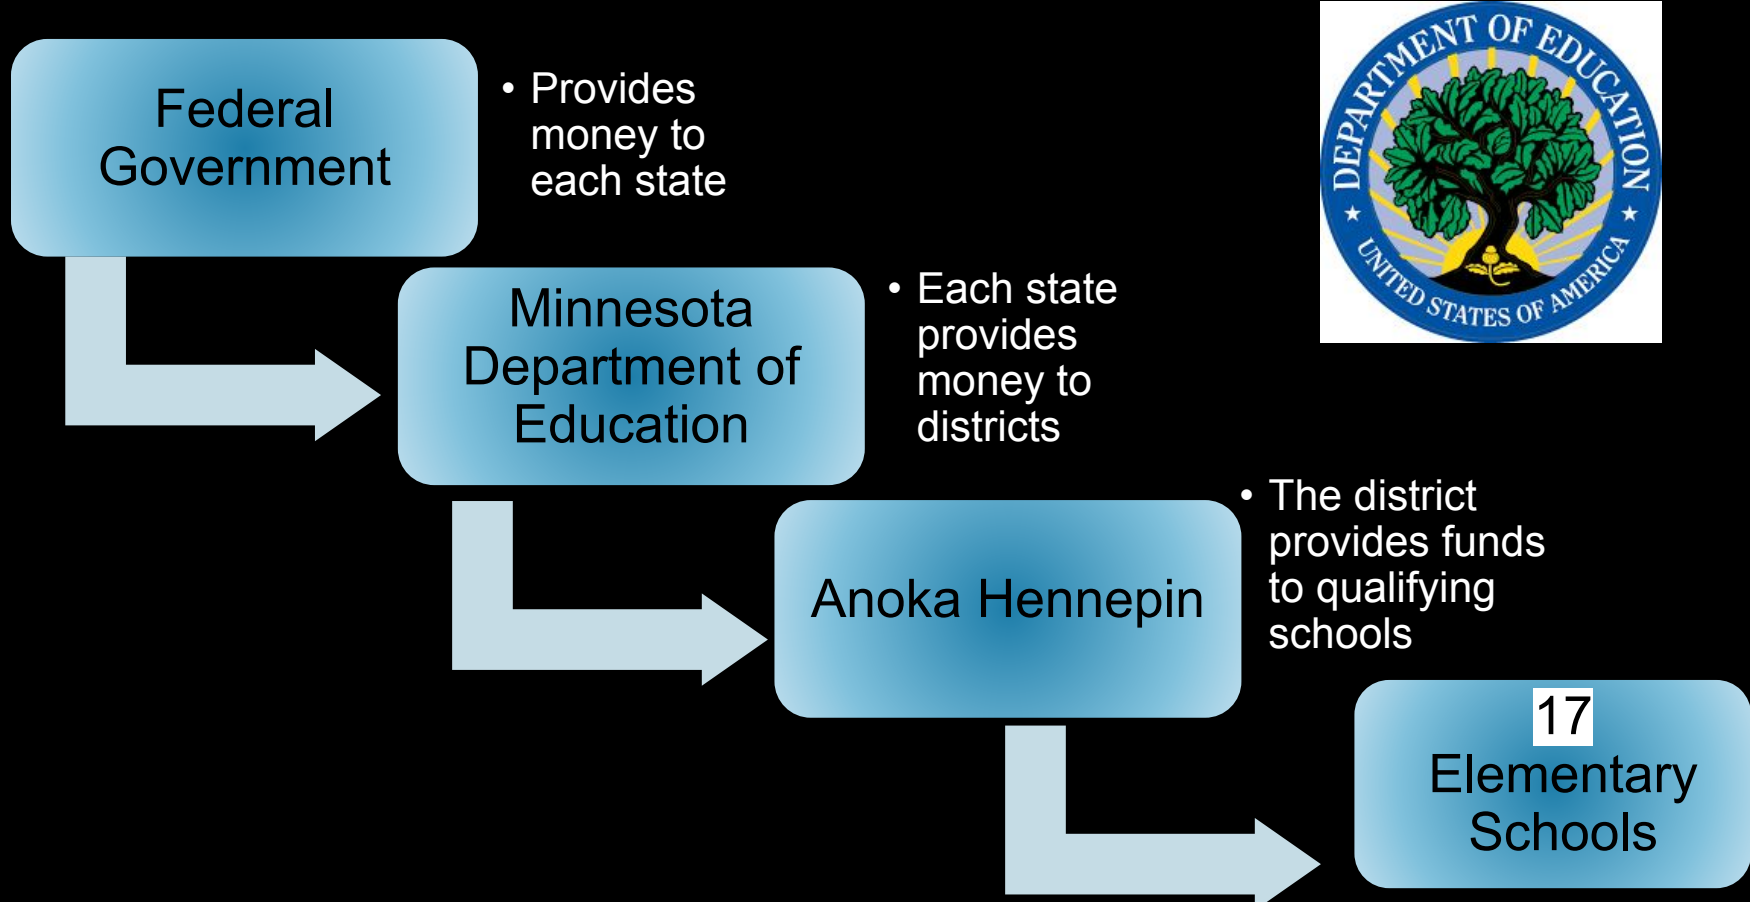 Federal
Government
• Provides
money to
each state
DEPARTMENT OF EDUCATION
UNITED STATES OF AMERICA
Minnesota
Department of
Education
• Each state
provides
money to
districts
Anoka Hennepin
• The district
provides funds
to qualifying
schools
17
Elementary
Schools